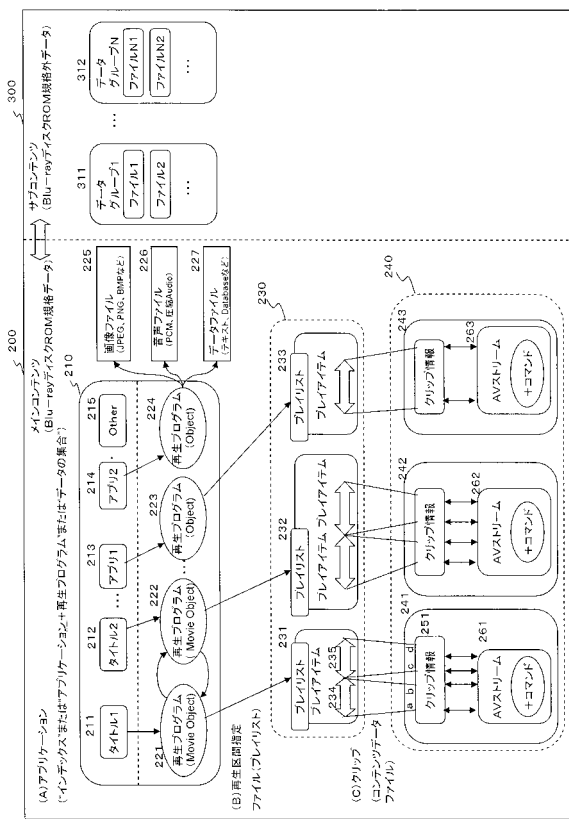 200
300
メインコンテンツ
(Blu-rayディスクROM規格データ)
サブコンテンツ
(Blu-rayディスクROM規格外データ)
(A)アプリケーション
("インデックス"または"アプリケーション+再生プログラム"または"データの集合")
210
211
タイトル1
212
タイトル2
...
213
アプリ1
214
アプリ2
215
Other
221
再生プログラム
(Movie Object)
222
再生プログラム
(Movie Object)
...
223
再生プログラム
(Object)
224
再生プログラム
(Object)
225
画像ファイル
(JPEG、PNG、BMPなど)
226
音声ファイル
(PCM、圧縮Audio)
227
データファイル
(テキスト、Databaseなど)
311
データ
グループ1
ファイル1
ファイル2
...
...
312
データ
グループN
ファイルN1
ファイルN2
...
(B)再生区間指定
ファイル(プレイリスト)
230
231
プレイリスト
プレイアイテム
234
235
232
プレイリスト
プレイアイテム プレイアイテム
233
プレイリスト
プレイアイテム
(C)クリップ
(コンテンツデータ
ファイル)
240
a
b
c
d
241
251
クリップ情報
261
AVストリーム
+コマンド
242
クリップ情報
262
AVストリーム
+コマンド
243
クリップ情報
263
AVストリーム
+コマンド